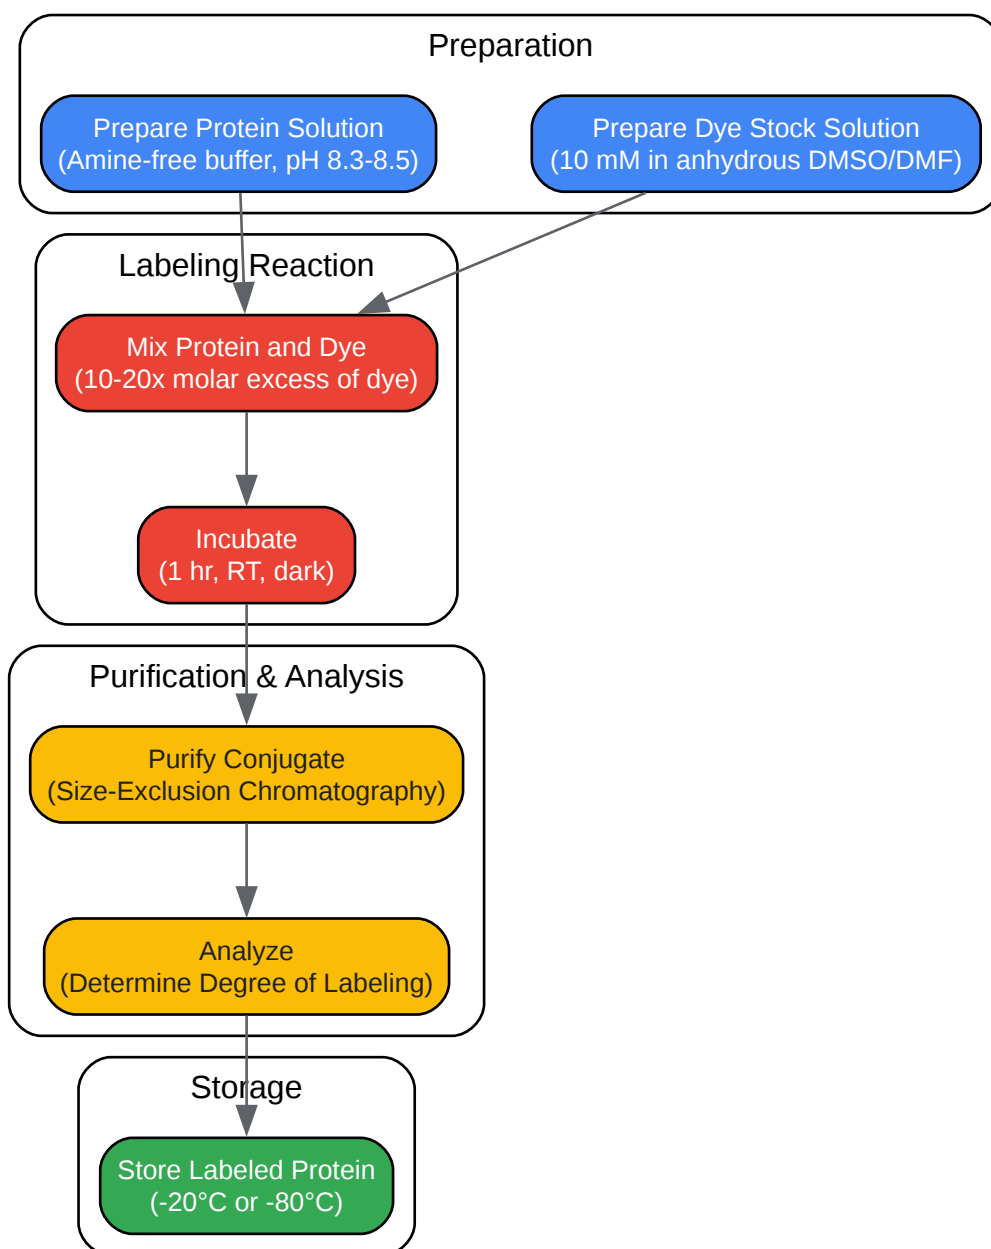 Preparation
Prepare Protein Solution
(Amine-free buffer, pH 8.3-8.5)
Prepare Dye Stock Solution
(10 mM in anhydrous DMSO/DMF)
Labeling Reaction
Mix Protein and Dye
(10-20x molar excess of dye)
Incubate
(1 hr, RT, dark)
Purification & Analysis
Purify Conjugate
(Size-Exclusion Chromatography)
Analyze
(Determine Degree of Labeling)
Storage
Store Labeled Protein
(-20°C or -80°C)